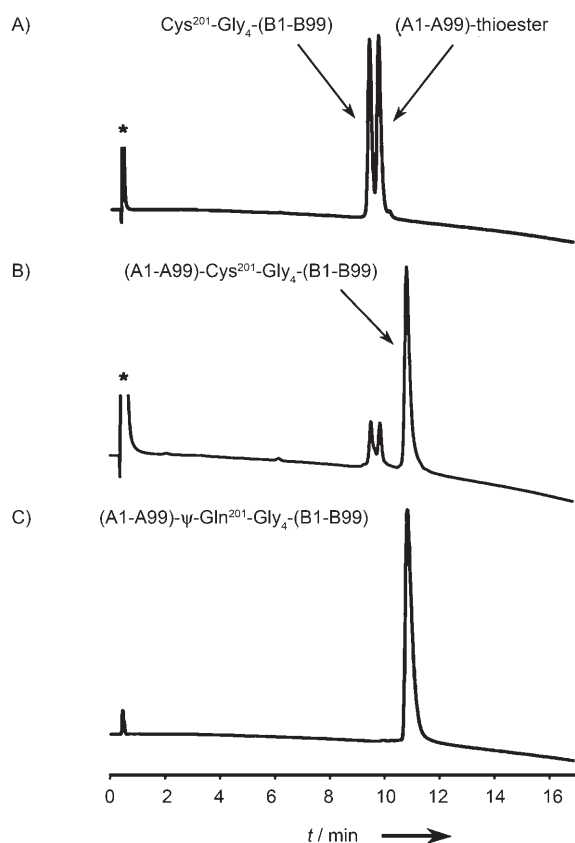 A)
Cys²⁰¹-Gly₄-(B1-B99)
(A1-A99)-thioester
*
B)
(A1-A99)-Cys²⁰¹-Gly₄-(B1-B99)
*
C)
(A1-A99)-ψ-Gln²⁰¹-Gly₄-(B1-B99)
0 2 4 6 8 10 12 14 16
t / min